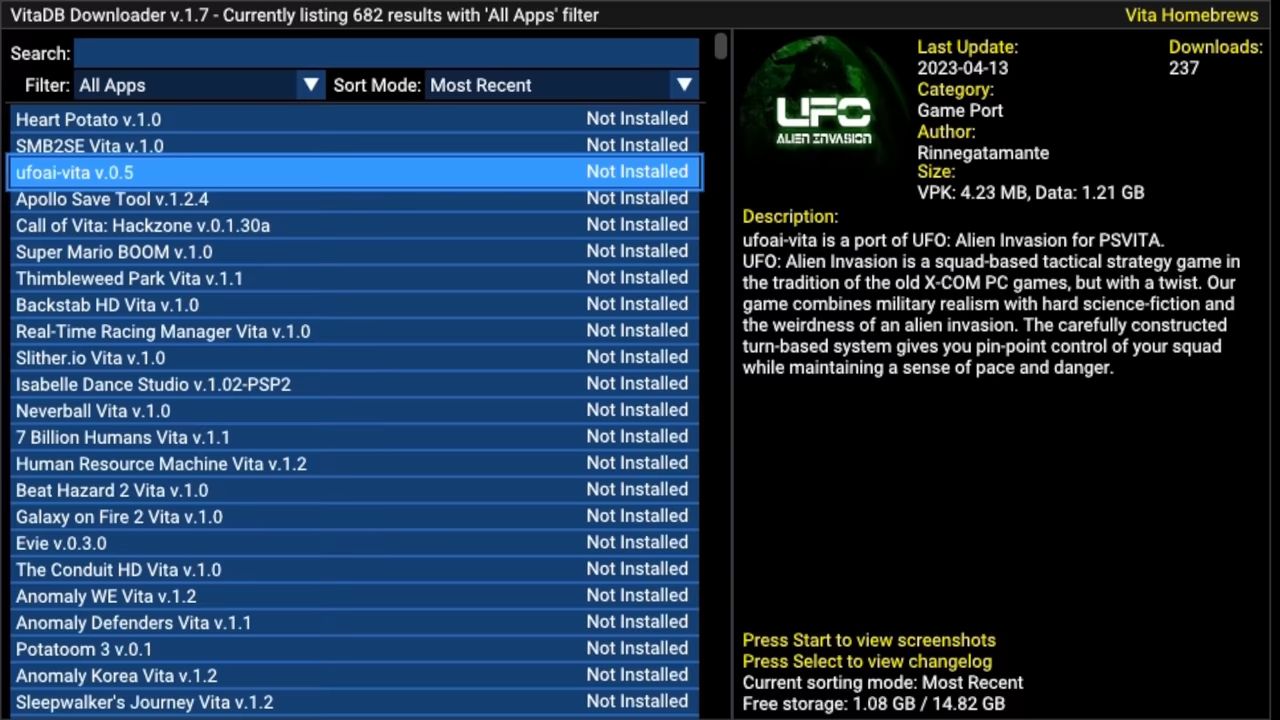 VitaDB Downloader v.1.7 - Currently listing 682 results with 'All Apps' filter
Vita Homebrews
Search:
Filter: All Apps Sort Mode: Most Recent
Heart Potato v.1.0 Not Installed
SMB2SE Vita v.1.0 Not Installed
ufoai-vita v.0.5 Not Installed
Apollo Save Tool v.1.2.4 Not Installed
Call of Vita: Hackzone v.0.1.30a Not Installed
Super Mario BOOM v.1.0 Not Installed
Thimbleweed Park Vita v.1.1 Not Installed
Backstab HD Vita v.1.0 Not Installed
Real-Time Racing Manager Vita v.1.0 Not Installed
Slither.io Vita v.1.0 Not Installed
Isabelle Dance Studio v.1.02-PSP2 Not Installed
Neverball Vita v.1.0 Not Installed
7 Billion Humans Vita v.1.1 Not Installed
Human Resource Machine Vita v.1.2 Not Installed
Beat Hazard 2 Vita v.1.0 Not Installed
Galaxy on Fire 2 Vita v.1.0 Not Installed
Evie v.0.3.0 Not Installed
The Conduit HD Vita v.1.0 Not Installed
Anomaly WE Vita v.1.2 Not Installed
Anomaly Defenders Vita v.1.1 Not Installed
Potatoom 3 v.0.1 Not Installed
Anomaly Korea Vita v.1.2 Not Installed
Sleepwalker's Journey Vita v.1.2 Not Installed
UFO
ALIEN INVASION
Last Update:
2023-04-13
Category:
Game Port
Author:
Rinnegatamante
Size:
VPK: 4.23 MB, Data: 1.21 GB
Downloads:
237
Description:
ufoai-vita is a port of UFO: Alien Invasion for PSVITA.
UFO: Alien Invasion is a squad-based tactical strategy game in
the tradition of the old X-COM PC games, but with a twist. Our
game combines military realism with hard science-fiction and
the weirdness of an alien invasion. The carefully constructed
turn-based system gives you pin-point control of your squad
while maintaining a sense of pace and danger.
Press Start to view screenshots
Press Select to view changelog
Current sorting mode: Most Recent
Free storage: 1.08 GB / 14.82 GB